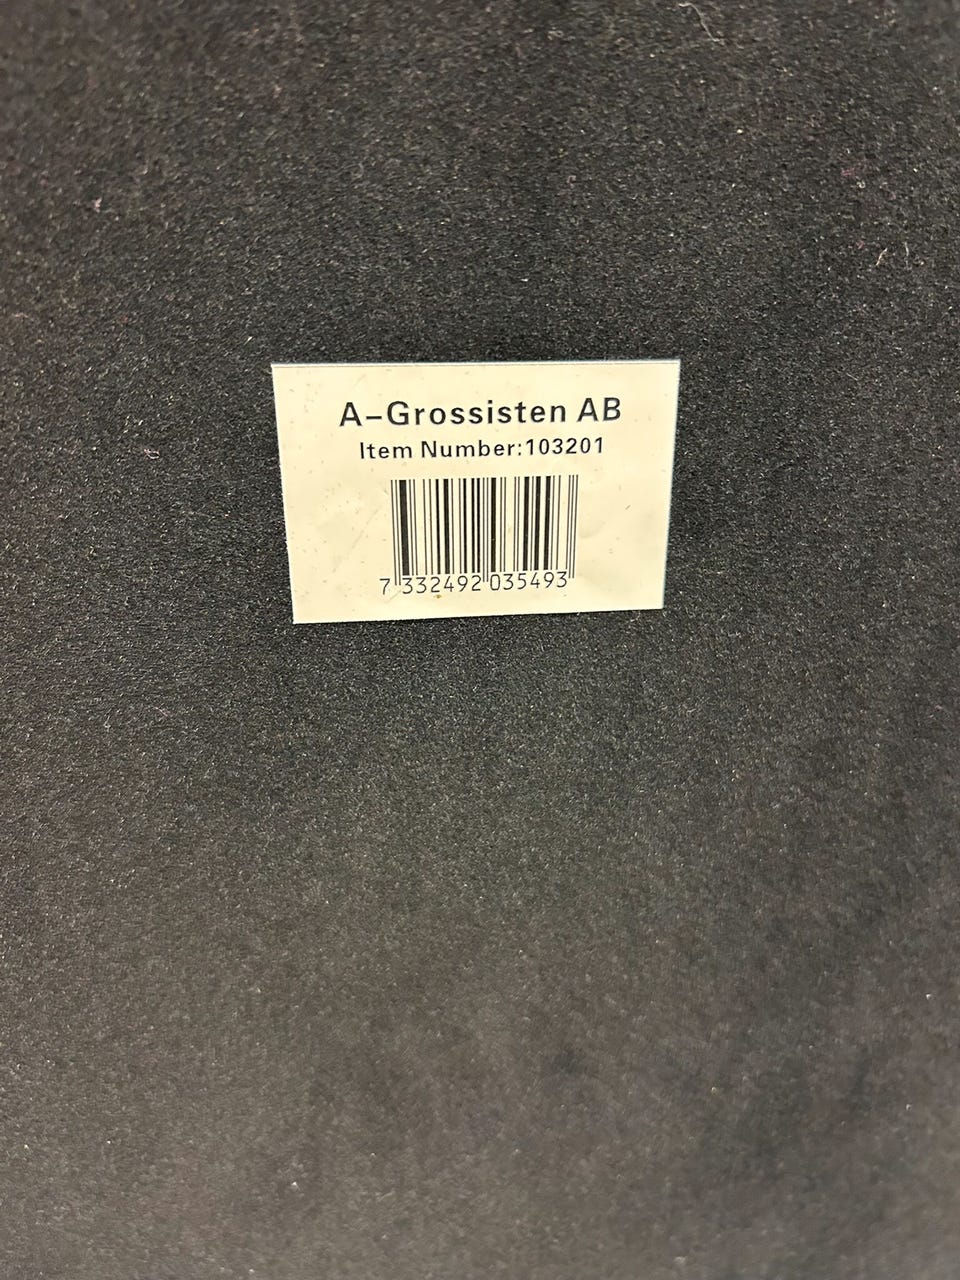 A-Grossisten AB
Item Number:103201
7 332492 035493